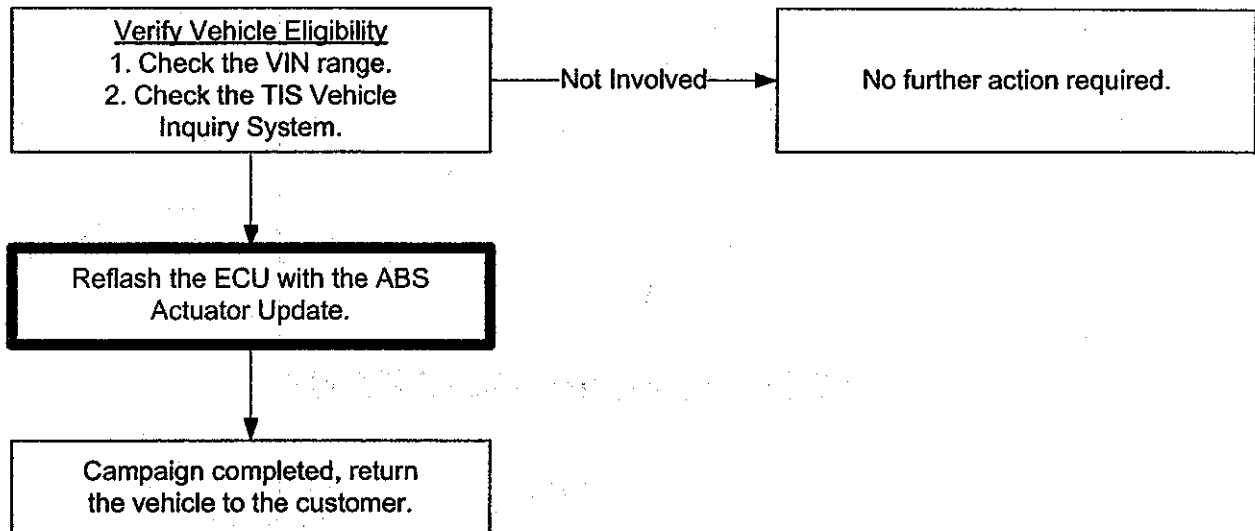 Verify Vehicle Eligibility
1. Check the VIN range.
2. Check the TIS Vehicle
Inquiry System.
Not Involved
No further action required.
Reflash the ECU with the ABS
Actuator Update.
Campaign completed, return
the vehicle to the customer.